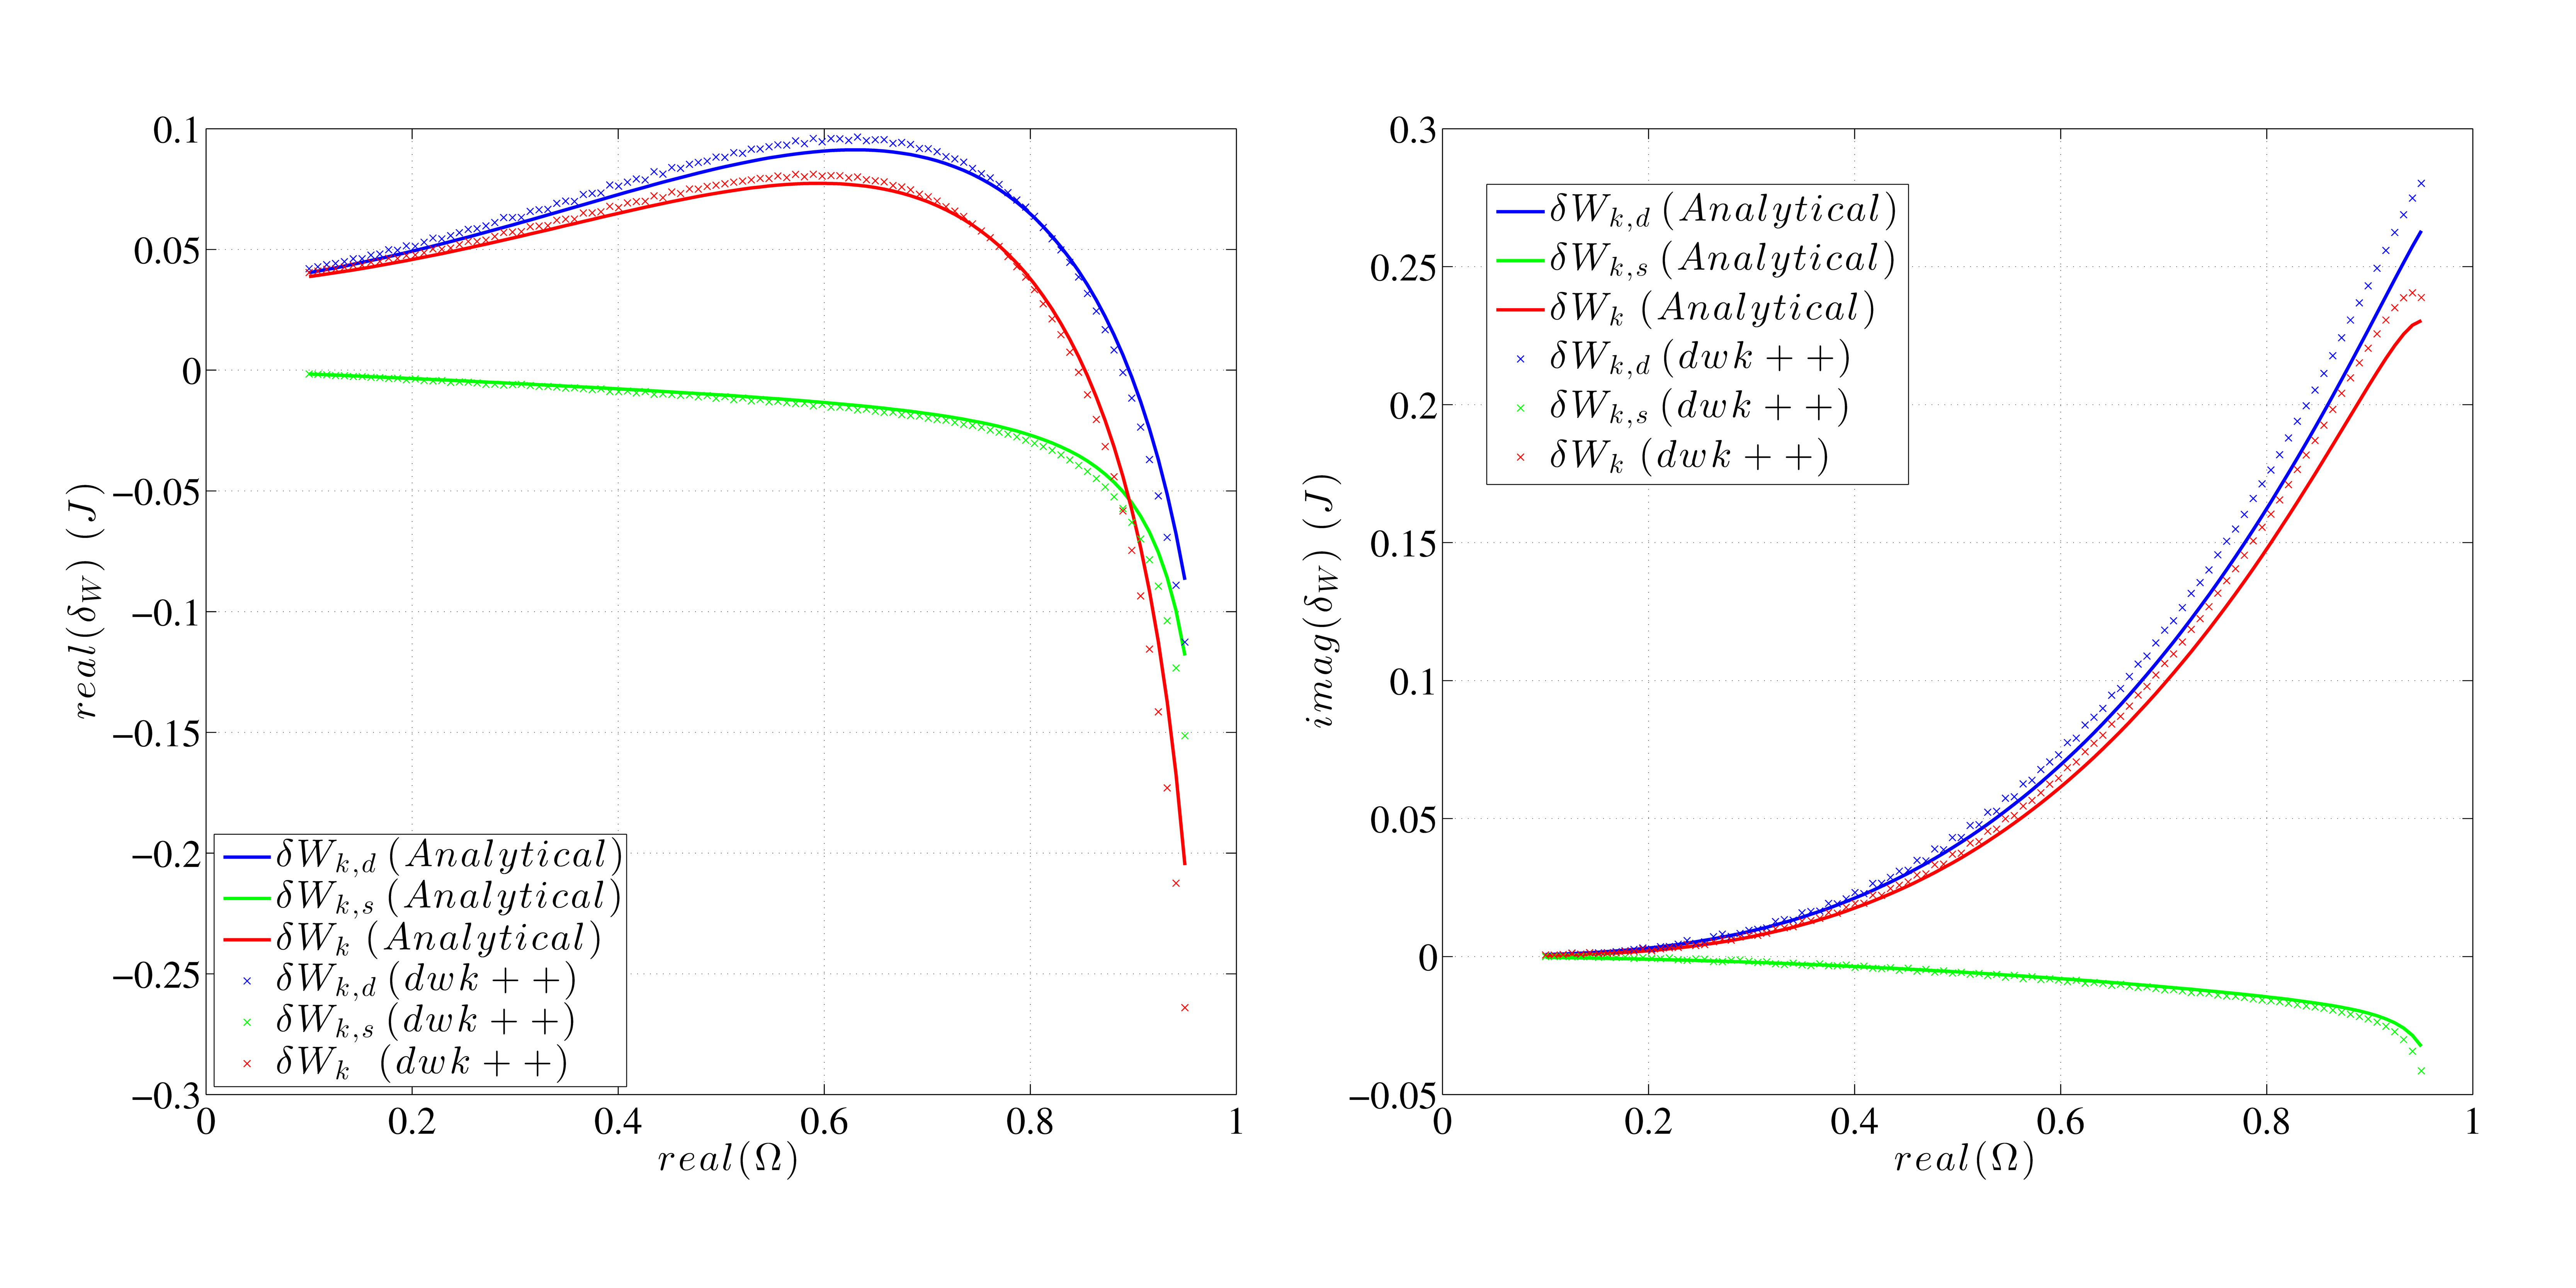 0.1
0.05
0
−0.05
−0.1
−0.15
−0.2
−0.25
−0.3
real(δ_W) (J)
0 0.2 0.4 0.6 0.8 1
real(Ω)
δW_{k,d} (Analytical)
δW_{k,s} (Analytical)
δW_k (Analytical)
δW_{k,d} (dwk++)
δW_{k,s} (dwk++)
δW_k (dwk++)
0.3
0.25
0.2
0.15
0.1
0.05
0
−0.05
imag(δ_W) (J)
0 0.2 0.4 0.6 0.8 1
real(Ω)
δW_{k,d} (Analytical)
δW_{k,s} (Analytical)
δW_k (Analytical)
δW_{k,d} (dwk++)
δW_{k,s} (dwk++)
δW_k (dwk++)